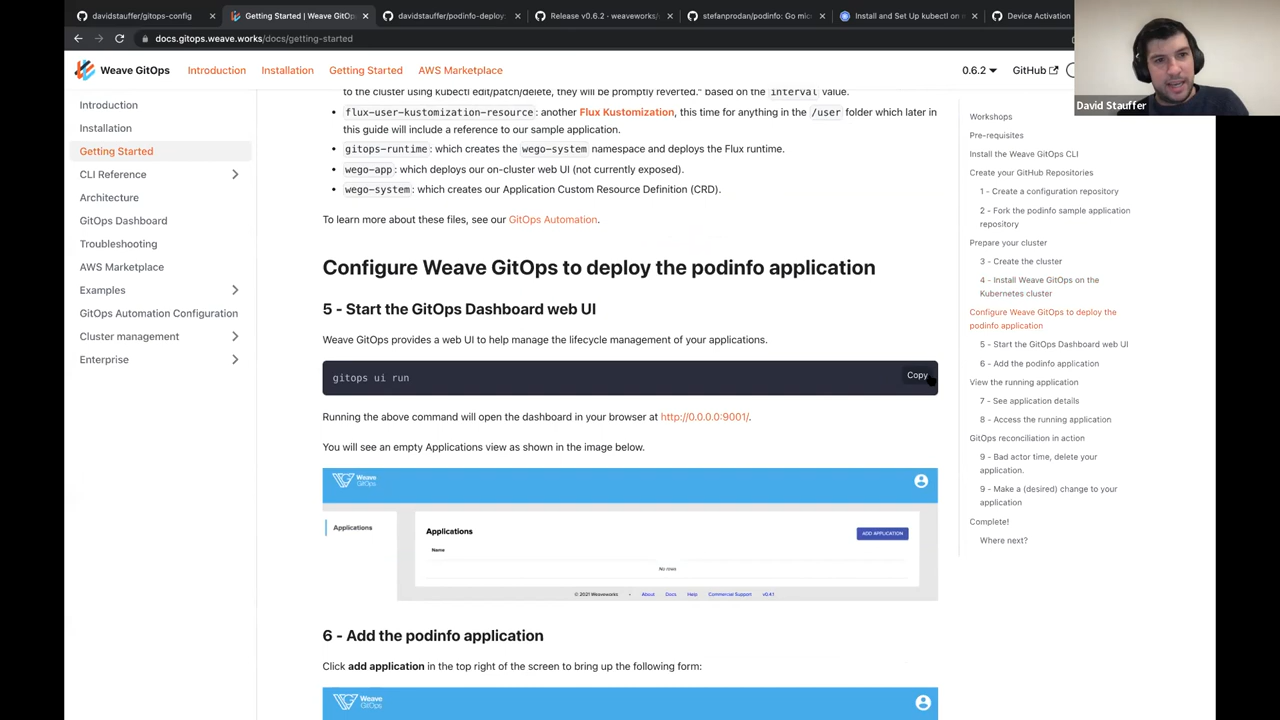 davidstauffer/gitops-config
Getting Started | Weave GitOps
davidstauffer/podinfo-deploy:
Release v0.6.2 · weaveworks/
stefanprodan/podinfo: Go mic
Install and Set Up kubectl on
Device Activation
docs.gitops.weave.works/docs/getting-started
Weave GitOps
Introduction
Installation
Getting Started
AWS Marketplace
0.6.2
GitHub
David Stauffer
Introduction
Installation
Getting Started
CLI Reference
Architecture
GitOps Dashboard
Troubleshooting
AWS Marketplace
Examples
GitOps Automation Configuration
Cluster management
Enterprise
to the cluster using kubectl edit/patch/delete, they will be promptly reverted." based on the interval value.
flux-user-kustomization-resource: another Flux Kustomization, this time for anything in the /user folder which later in
this guide will include a reference to our sample application.
gitops-runtime: which creates the wego-system namespace and deploys the Flux runtime.
wego-app: which deploys our on-cluster web UI (not currently exposed).
wego-system: which creates our Application Custom Resource Definition (CRD).
To learn more about these files, see our GitOps Automation.
Configure Weave GitOps to deploy the podinfo application
5 - Start the GitOps Dashboard web UI
Weave GitOps provides a web UI to help manage the lifecycle management of your applications.
gitops ui run
Copy
Running the above command will open the dashboard in your browser at http://0.0.0.0:9001/.
You will see an empty Applications view as shown in the image below.
Weave
GitOps
Applications
Applications
ADD APPLICATION
Name
No rows
© 2021 Weaveworks
About
Docs
Help
Commercial Support
v0.4.1
6 - Add the podinfo application
Click add application in the top right of the screen to bring up the following form:
Weave
GitOps
Workshops
Pre-requisites
Install the Weave GitOps CLI
Create your GitHub Repositories
1 - Create a configuration repository
2 - Fork the podinfo sample application
repository
Prepare your cluster
3 - Create the cluster
4 - Install Weave GitOps on the
Kubernetes cluster
Configure Weave GitOps to deploy the
podinfo application
5 - Start the GitOps Dashboard web UI
6 - Add the podinfo application
View the running application
7 - See application details
8 - Access the running application
GitOps reconciliation in action
9 - Bad actor time, delete your
application.
9 - Make a (desired) change to your
application
Complete!
Where next?